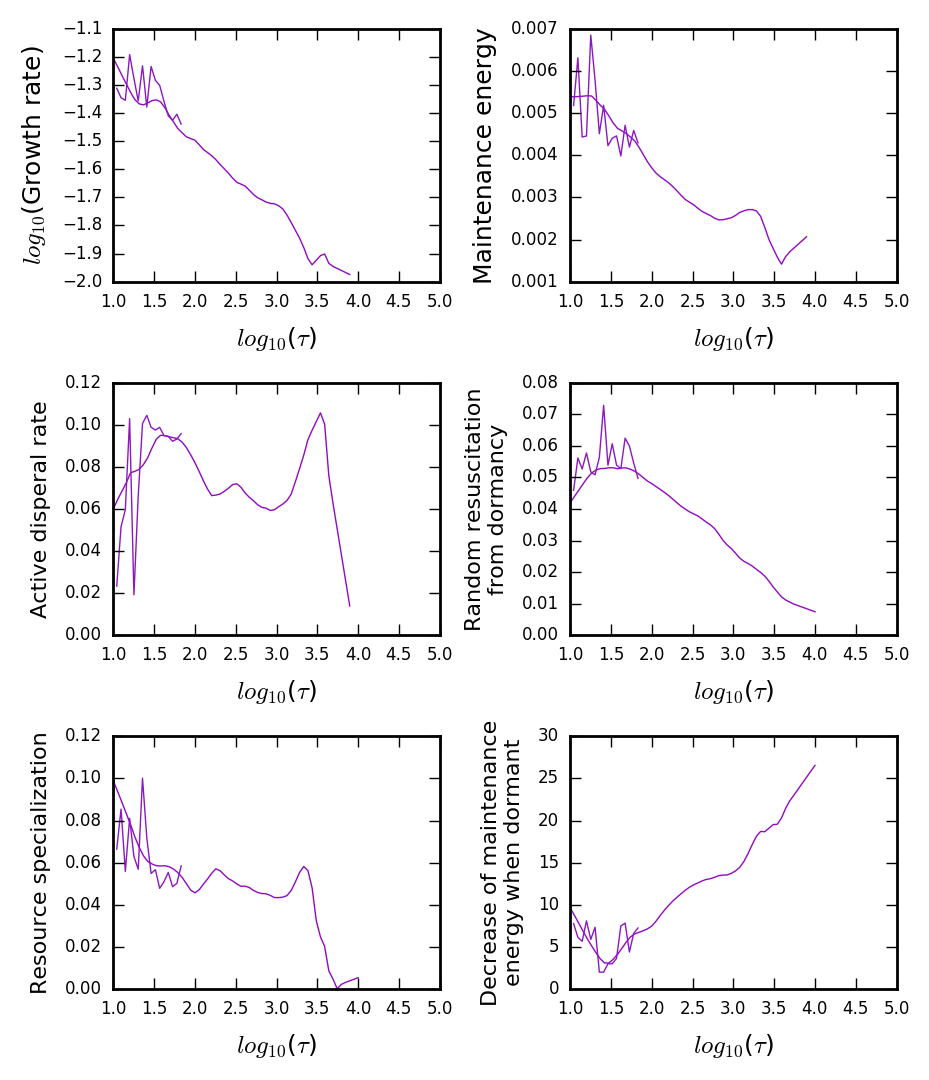 log10(Growth rate)
−1.1
−1.2
−1.3
−1.4
−1.5
−1.6
−1.7
−1.8
−1.9
−2.0
1.0 1.5 2.0 2.5 3.0 3.5 4.0 4.5 5.0
log10(τ)
Maintenance energy
0.007
0.006
0.005
0.004
0.003
0.002
0.001
1.0 1.5 2.0 2.5 3.0 3.5 4.0 4.5 5.0
log10(τ)
Active disperal rate
0.12
0.10
0.08
0.06
0.04
0.02
0.00
1.0 1.5 2.0 2.5 3.0 3.5 4.0 4.5 5.0
log10(τ)
Random resuscitation
from dormancy
0.08
0.07
0.06
0.05
0.04
0.03
0.02
0.01
0.00
1.0 1.5 2.0 2.5 3.0 3.5 4.0 4.5 5.0
log10(τ)
Resource specialization
0.12
0.10
0.08
0.06
0.04
0.02
0.00
1.0 1.5 2.0 2.5 3.0 3.5 4.0 4.5 5.0
log10(τ)
Decrease of maintenance
energy when dormant
30
25
20
15
10
5
0
1.0 1.5 2.0 2.5 3.0 3.5 4.0 4.5 5.0
log10(τ)